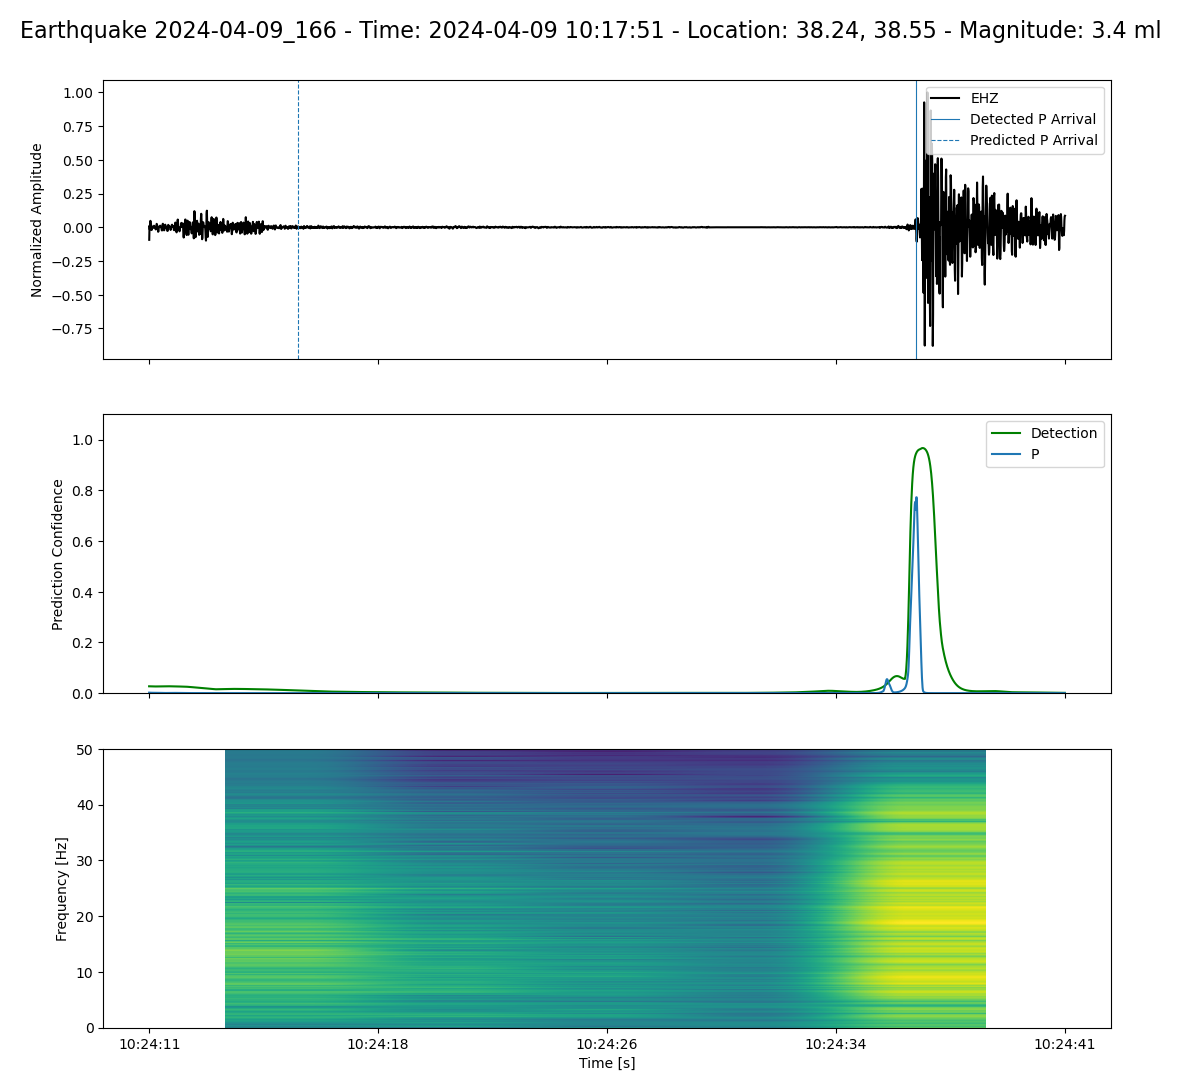 Earthquake 2024-04-09_166 - Time: 2024-04-09 10:17:51 - Location: 38.24, 38.55 - Magnitude: 3.4 ml
Normalized Amplitude
1.00
0.75
0.50
0.25
0.00
−0.25
−0.50
−0.75
EHZ
Detected P Arrival
Predicted P Arrival
Prediction Confidence
1.0
0.8
0.6
0.4
0.2
0.0
Detection
P
Frequency [Hz]
50
40
30
20
10
0
10:24:11 10:24:18 10:24:26 10:24:34 10:24:41
Time [s]